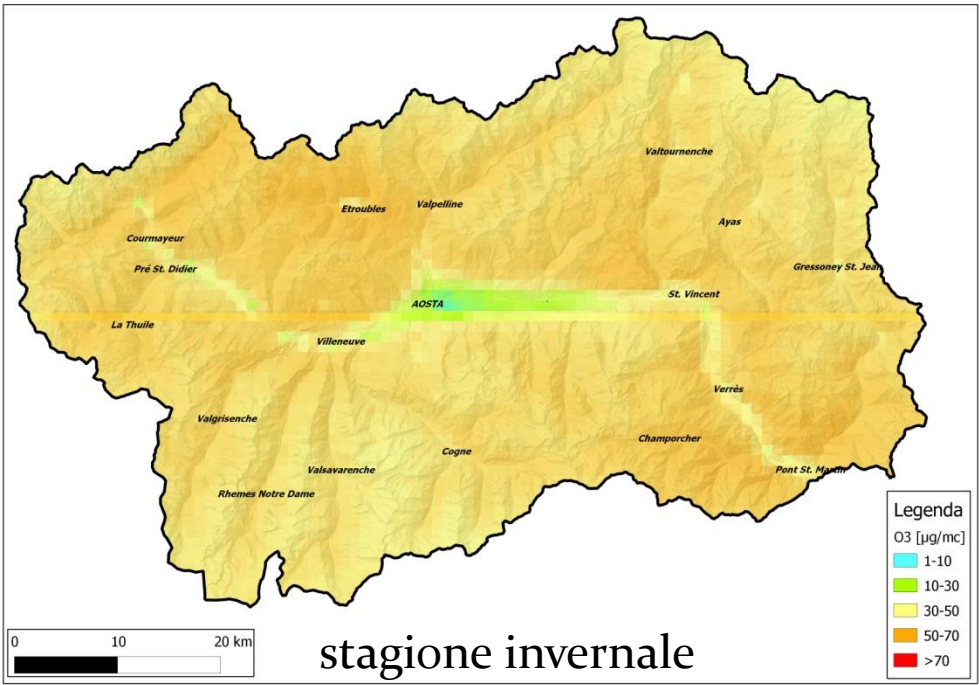 Valtournenche
Etroubles
Valpelline
Ayas
Courmayeur
Pré St. Didier
Gressoney St. Jean
AOSTA
St. Vincent
La Thuile
Villeneuve
Verrès
Valgrisenche
Champorcher
Cogne
Valsavarenche
Pont St. Martin
Rhemes Notre Dame
Legenda
O3 [µg/mc]
1-10
10-30
30-50
50-70
>70
0 10 20 km
stagione invernale